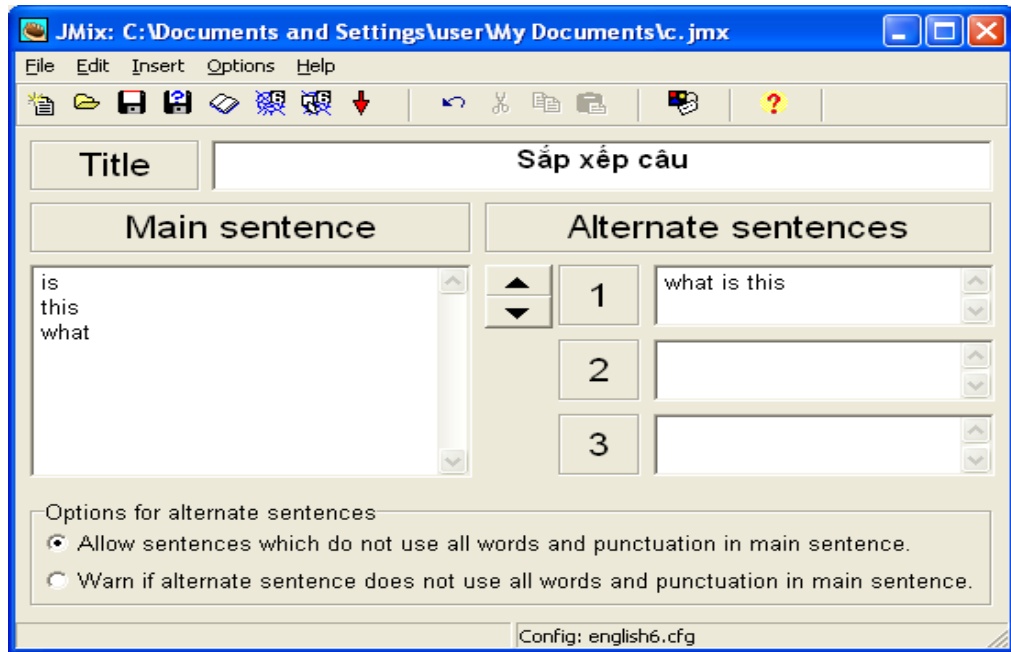 JMix: C:\Documents and Settings\user\My Documents\c.jmx
File Edit Insert Options Help
?
Title
Sắp xếp câu
Main sentence
Alternate sentences
is
this
what
1
what is this
2
3
Options for alternate sentences
Allow sentences which do not use all words and punctuation in main sentence.
Warn if alternate sentence does not use all words and punctuation in main sentence.
Config: english6.cfg